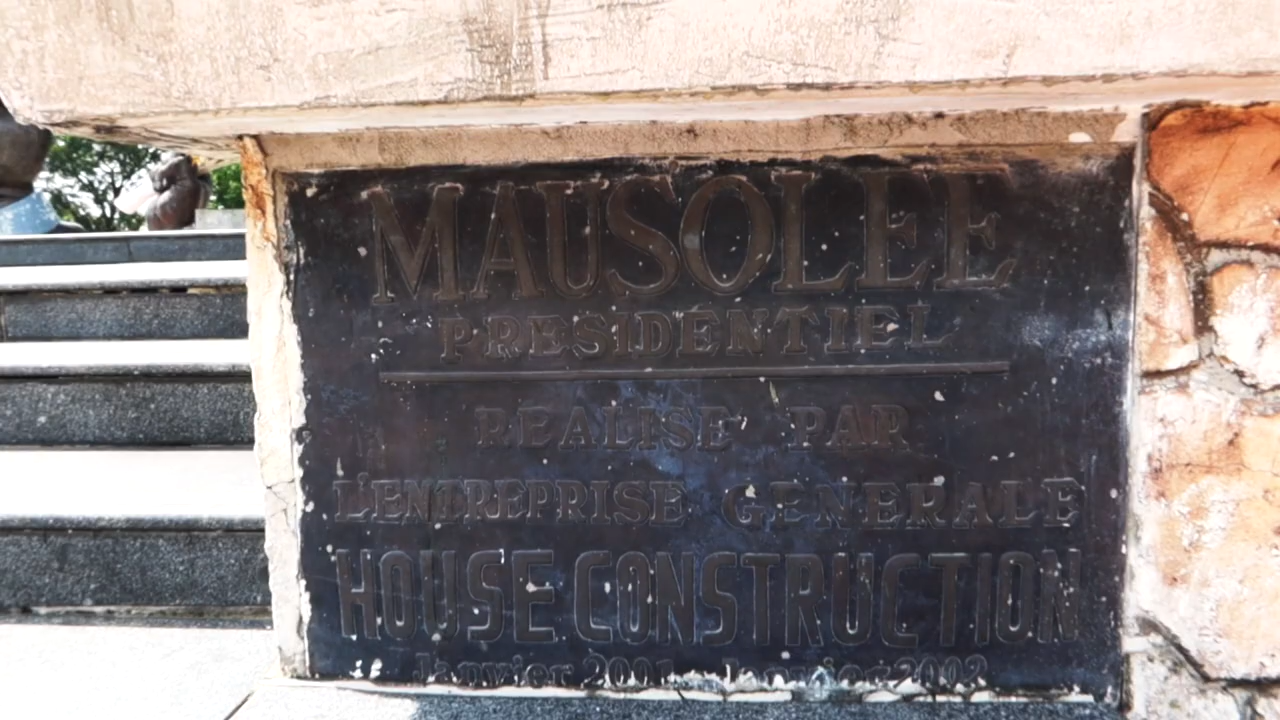 MAUSOLEE
PRESIDENTIEL
REALISE PAR
L'ENTREPRISE GENERALE
HOUSE CONSTRUCTION
Janvier 2001 Janvier 2002